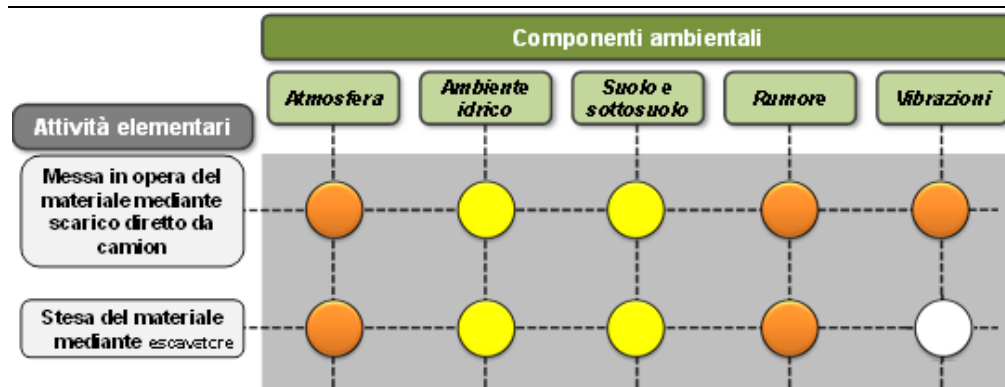 Componenti ambientali
Atmosfera
Ambiente
idrico
Suolo e
sottosuolo
Rumore
Vibrazioni
Attività elementari
Messa in opera del
materiale mediante
scarico diretto da
camion
Stesa del materiale
mediante escavatore